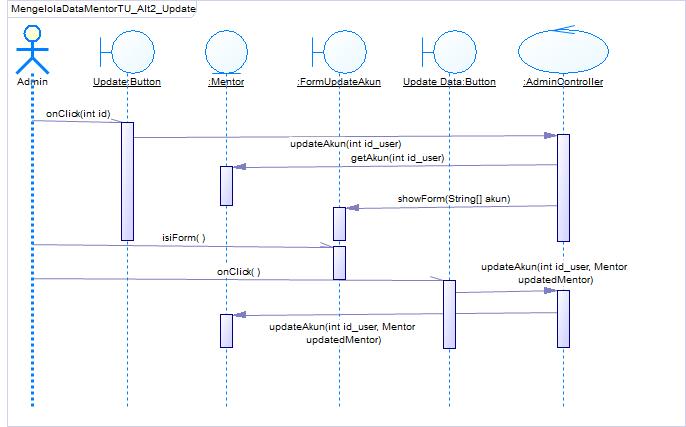 MengelolaDataMentorTU_Alt2_Update
Admin
Update:Button
:Mentor
:FormUpdateAkun
Update Data:Button
:AdminController
onClick(int id)
updateAkun(int id_user)
getAkun(int id_user)
showForm(String[] akun)
isiForm( )
onClick( )
updateAkun(int id_user, Mentor
updatedMentor)
updateAkun(int id_user, Mentor
updatedMentor)